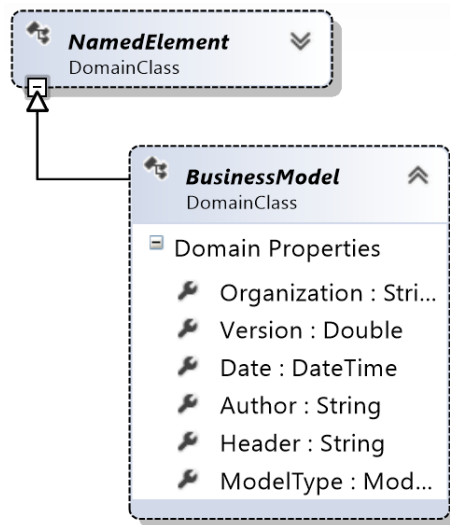 NamedElement
DomainClass
BusinessModel
DomainClass
Domain Properties
Organization : Stri...
Version : Double
Date : DateTime
Author : String
Header : String
ModelType : Mod...